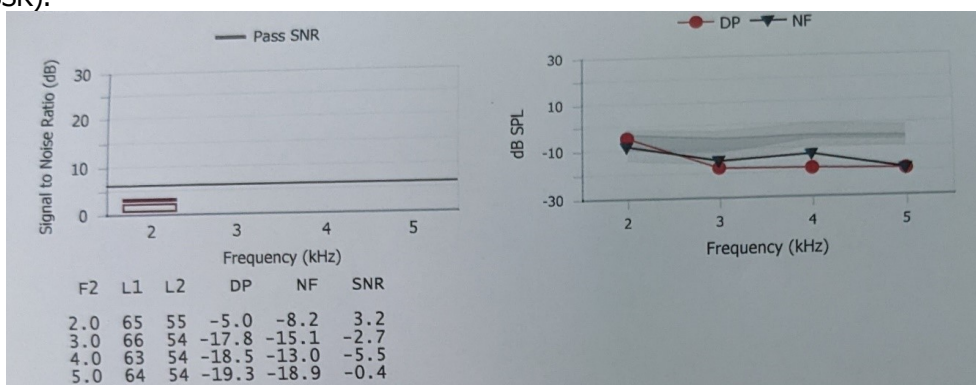 SSR).
Pass SNR
Signal to Noise Ratio (dB)
30
20
10
0
2 3 4 5
Frequency (kHz)
DP NF
dB SPL
30
10
-10
-30
2 3 4 5
Frequency (kHz)
F2 L1 L2 DP NF SNR
2.0 65 55 -5.0 -8.2 3.2
3.0 66 54 -17.8 -15.1 -2.7
4.0 63 54 -18.5 -13.0 -5.5
5.0 64 54 -19.3 -18.9 -0.4